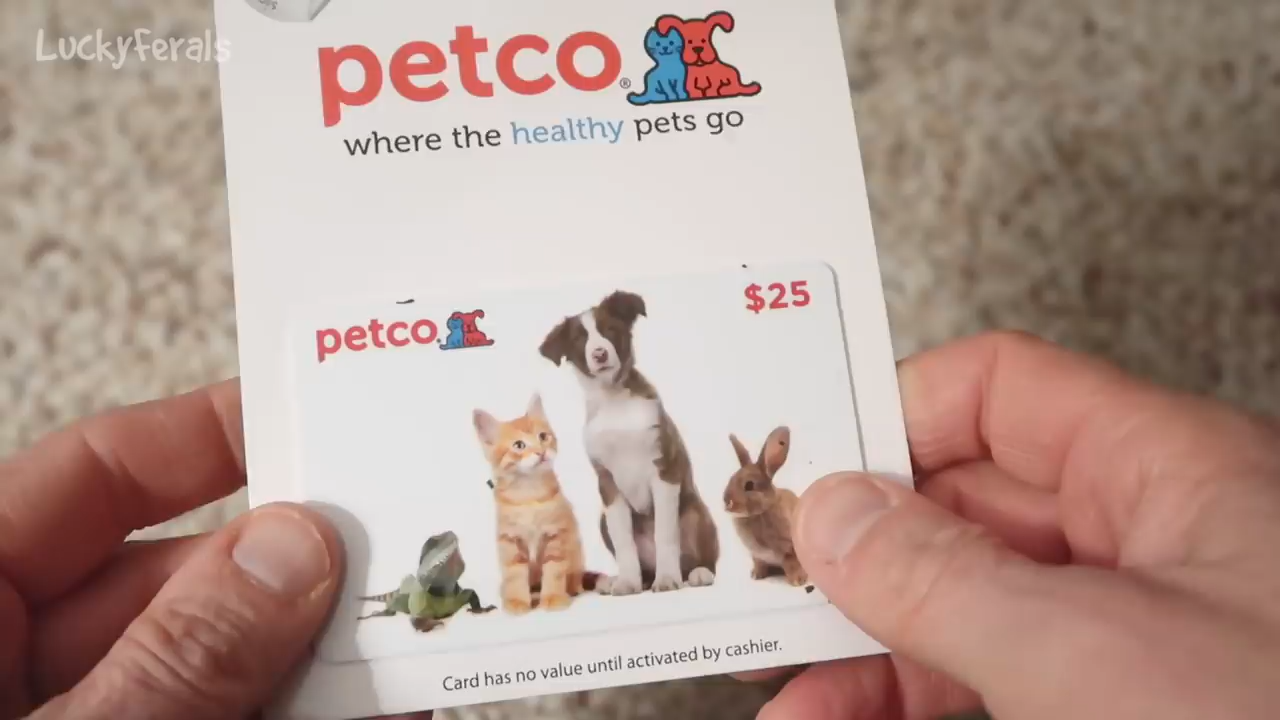 LuckyFerals
petco®
where the healthy pets go
petco
$25
Card has no value until activated by cashier.